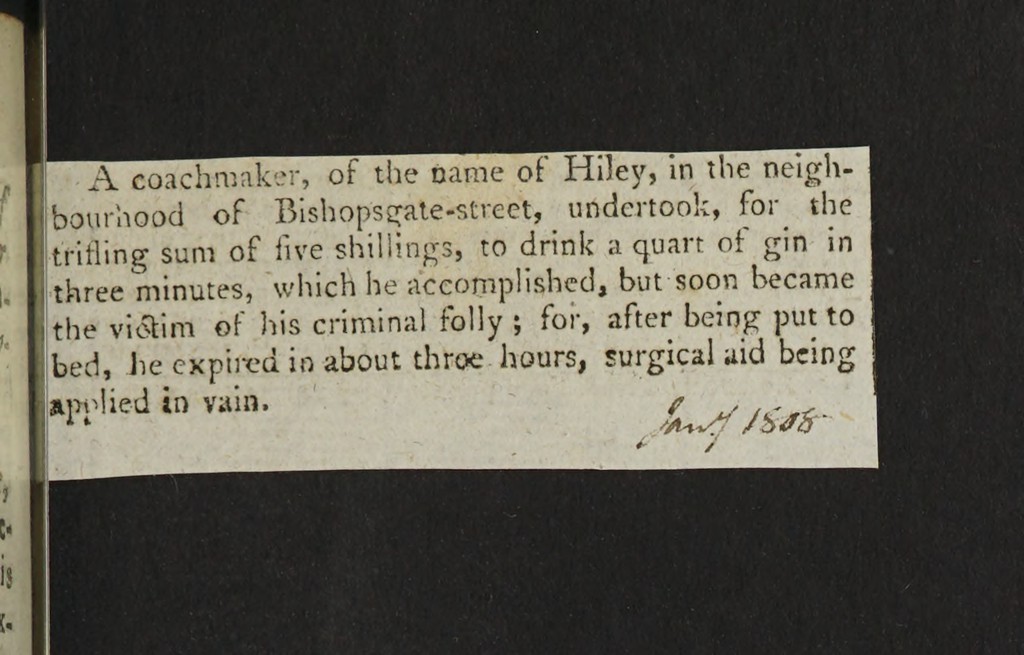 A coachmaker, of the name of Hiley, in the neigh-
bourhood of Bishopsgate-street, undertook, for the
trifling sum of five shillings, to drink a quart of gin in
three minutes, which he accomplished, but soon became
the victim of his criminal folly; for, after being put to
bed, he expired in about three hours, surgical aid being
applied in vain.
Jany 1808